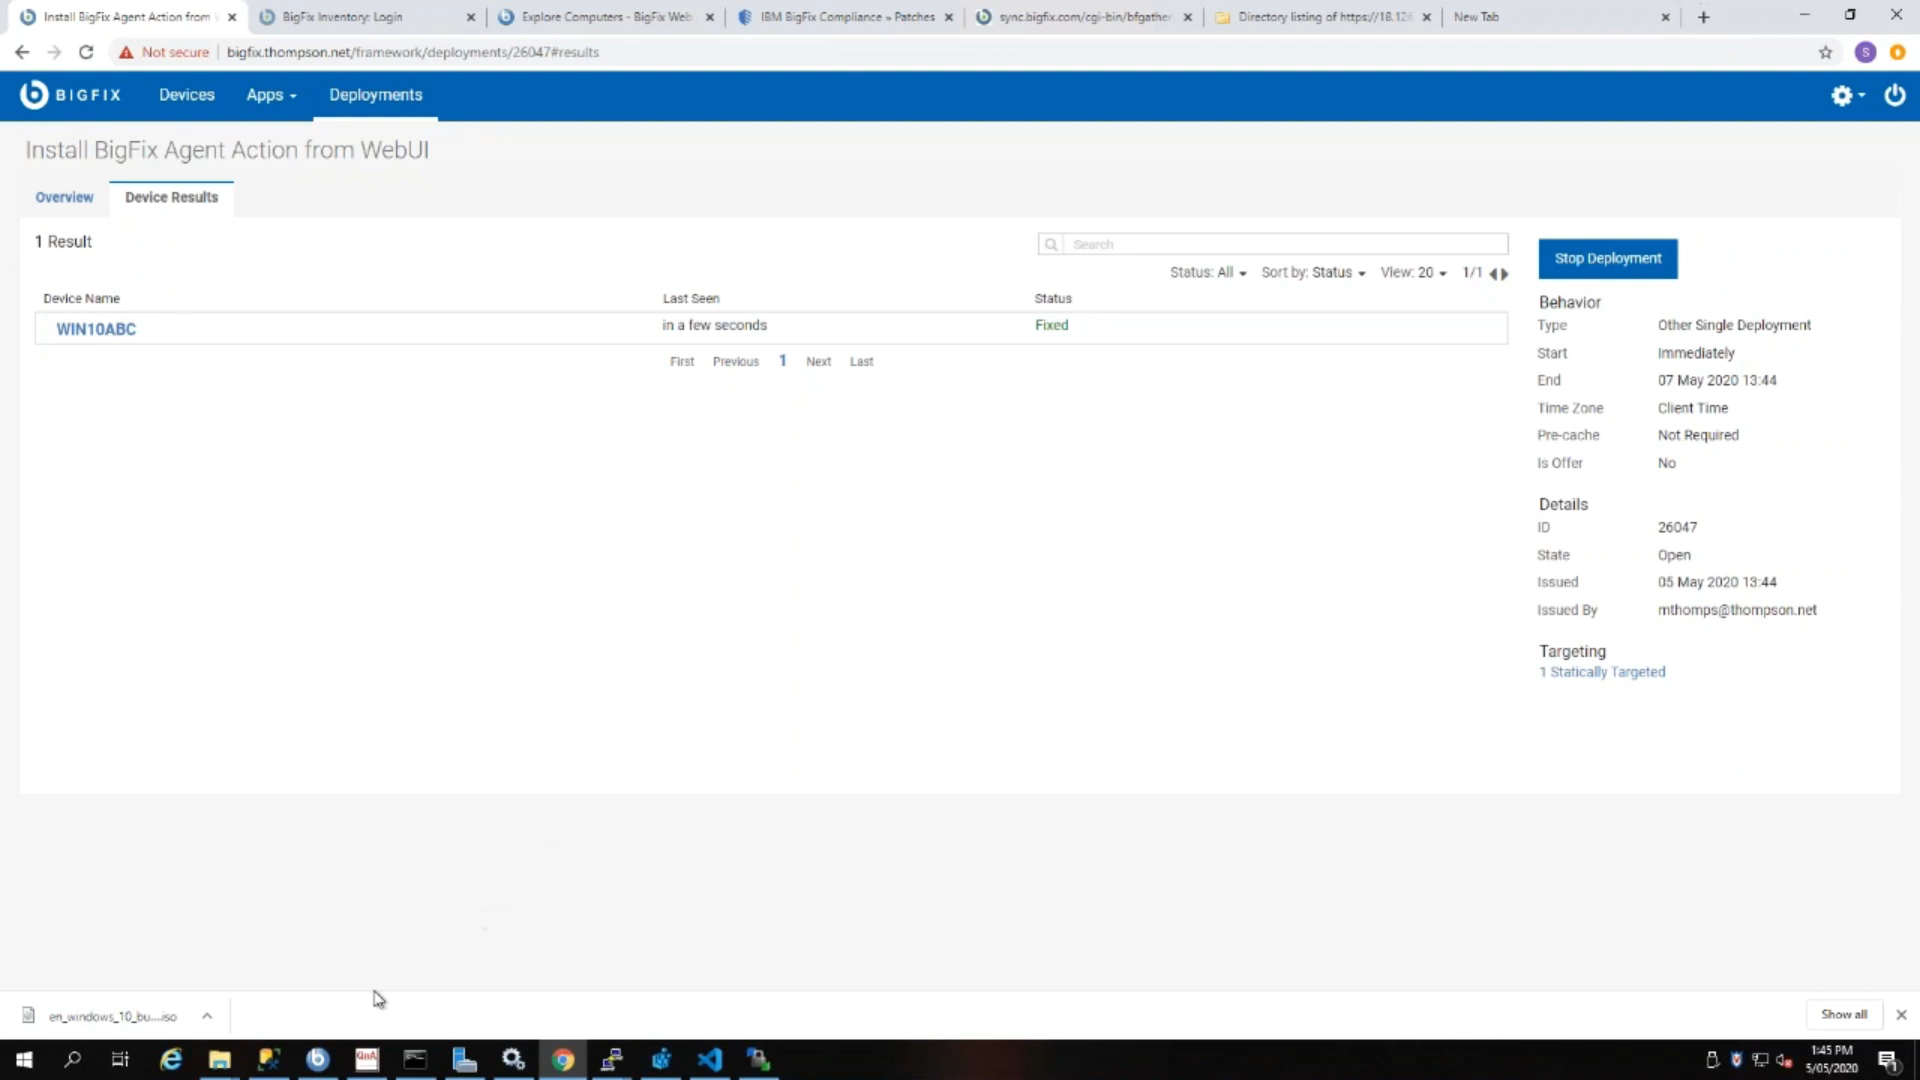 Install BigFix Agent Action from
BigFix Inventory: Login
Explore Computers - BigFix Web
IBM BigFix Compliance » Patches
sync.bigfix.com/cgi-bin/bfgather.
Directory listing of https://18.12
New Tab
Not secure
bigfix.thompson.net/framework/deployments/26047#results
BIGFIX
Devices
Apps
Deployments
Install BigFix Agent Action from WebUI
Overview
Device Results
1 Result
Search
Status: All
Sort by: Status
View: 20
1/1
Device Name
Last Seen
Status
WIN10ABC
in a few seconds
Fixed
First
Previous
1
Next
Last
Stop Deployment
Behavior
Type
Other Single Deployment
Start
Immediately
End
07 May 2020 13:44
Time Zone
Client Time
Pre-cache
Not Required
Is Offer
No
Details
ID
26047
State
Open
Issued
05 May 2020 13:44
Issued By
mthomps@thompson.net
Targeting
1 Statically Targeted
en_windows_10_bu....iso
Show all
QnA
1:45 PM
5/05/2020
S
1